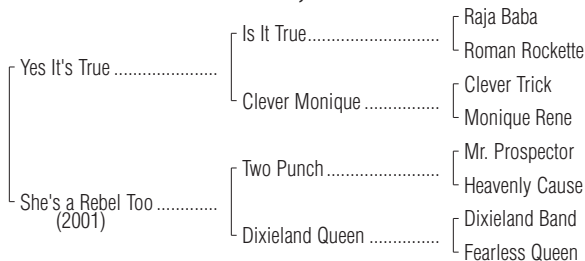 Raja Baba
Is It True
Roman Rockette
Yes It's True
Clever Trick
Clever Monique
Monique Rene
Mr. Prospector
Two Punch
Heavenly Cause
She's a Rebel Too
(2001)
Dixieland Band
Dixieland Queen
Fearless Queen